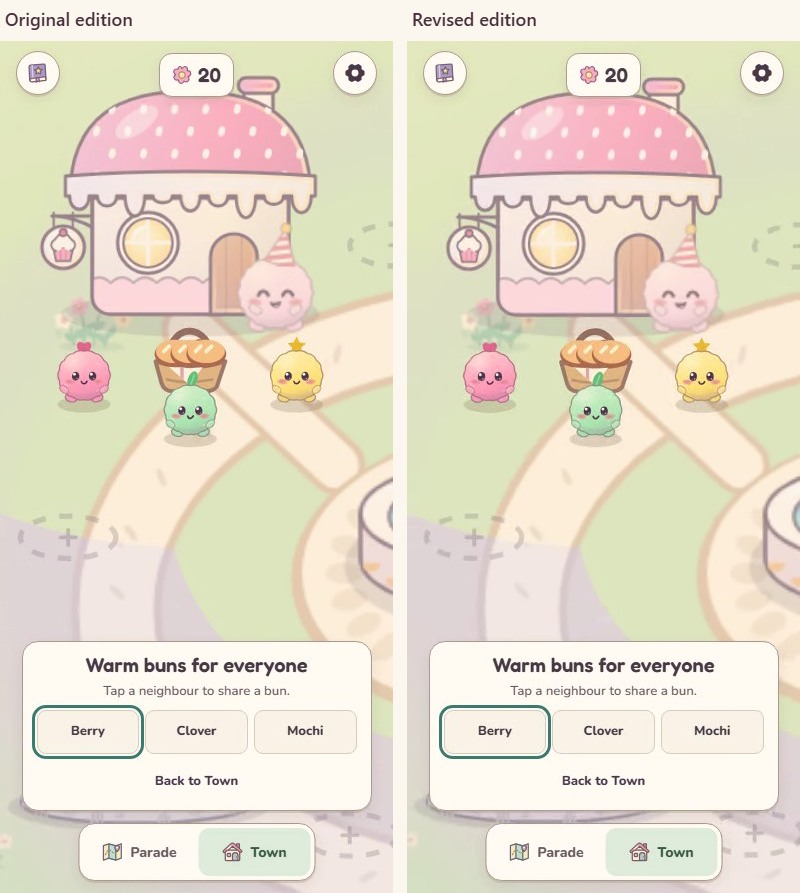 Original edition
20
Warm buns for everyone
Tap a neighbour to share a bun.
Berry Clover Mochi
Back to Town
Parade Town
Revised edition
20
Warm buns for everyone
Tap a neighbour to share a bun.
Berry Clover Mochi
Back to Town
Parade Town